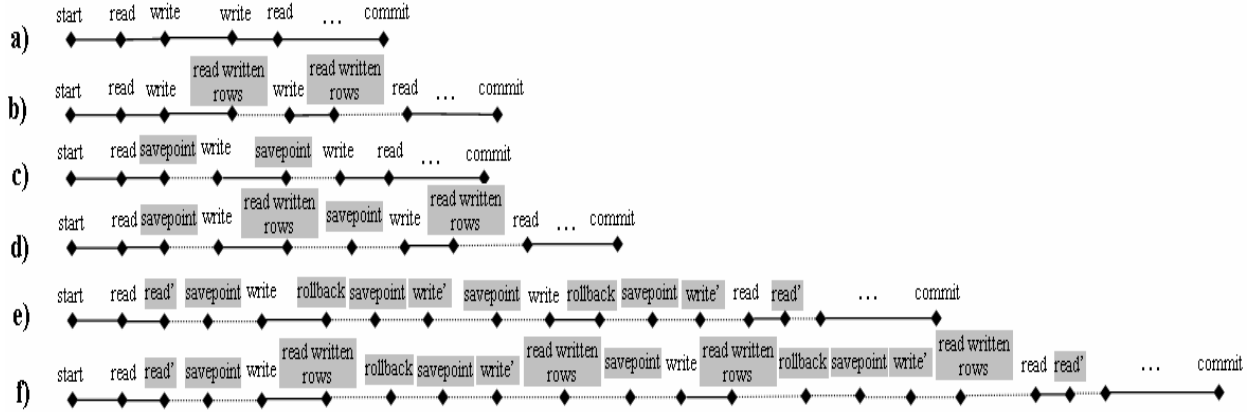 start read write write read ... commit
a)
read written rows read written rows
start read write write read ... commit
b)
start read savepoint write savepoint write read ... commit
c)
read written rows read written rows
start read savepoint write savepoint write read ... commit
d)
start read read' savepoint write rollback savepoint write' savepoint write rollback savepoint write' read read' ... commit
e)
read written rows read written rows read written rows read written rows
start read read' savepoint write rollback savepoint write' savepoint write rollback savepoint write' read read' ... commit
f)